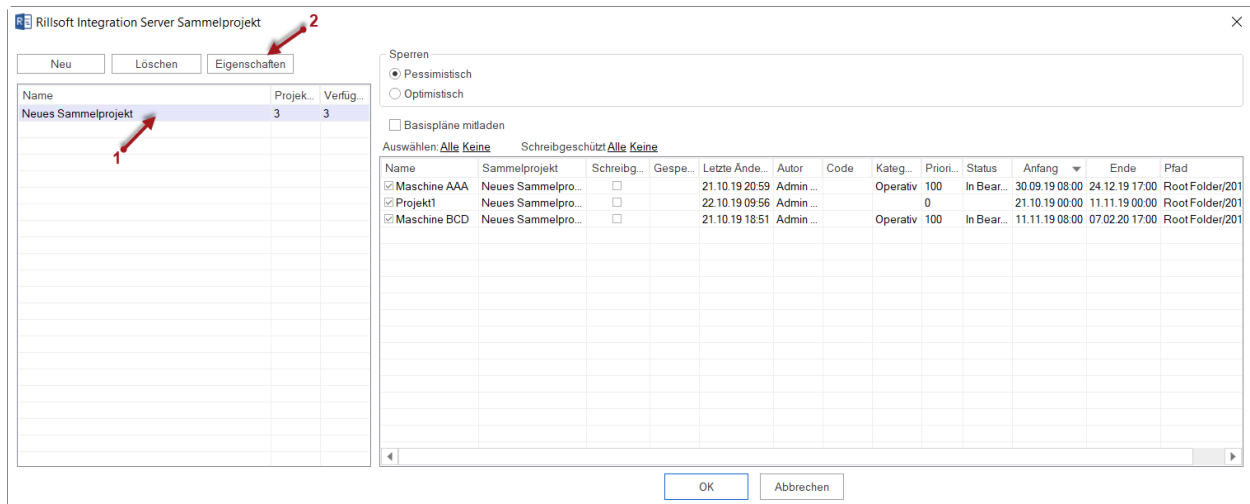 Rillsoft Integration Server Sammelprojekt
2
Neu Löschen Eigenschaften
Name Projek... Verfüg...
Neues Sammelprojekt 3 3
1
Sperren
Pessimistisch
Optimistisch
Basispläne mitladen
Auswählen: Alle Keine Schreibgeschützt Alle Keine
Name Sammelprojekt Schreibg... Gespe... Letzte Ände... Autor Code Kateg... Priori... Status Anfang Ende Pfad
Maschine AAA Neues Sammelpro... 21.10.19 20:59 Admin ... Operativ 100 In Bear... 30.09.19 08:00 24.12.19 17:00 Root Folder/201
Projekt1 Neues Sammelpro... 22.10.19 09:56 Admin ... 0 21.10.19 00:00 11.11.19 00:00 Root Folder/201
Maschine BCD Neues Sammelpro... 21.10.19 18:51 Admin ... Operativ 100 In Bear... 11.11.19 08:00 07.02.20 17:00 Root Folder/201
OK Abbrechen